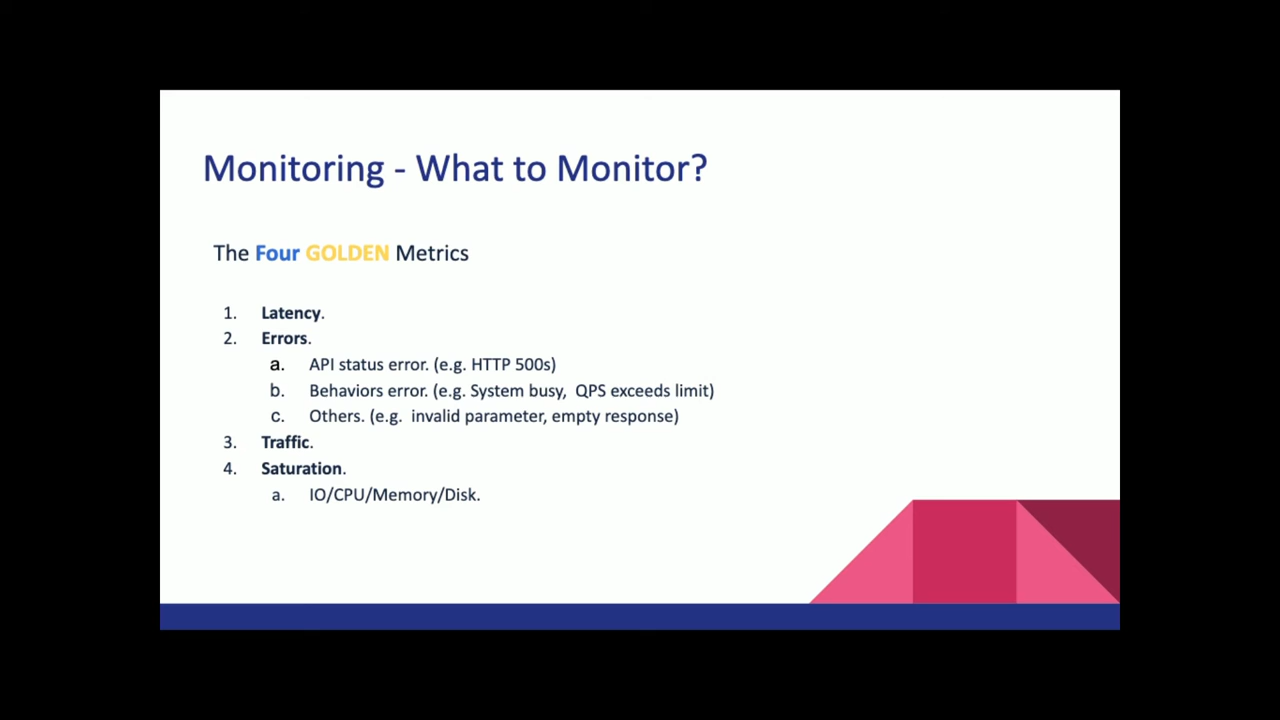 Monitoring - What to Monitor?
The Four GOLDEN Metrics
1. Latency.
2. Errors.
a. API status error. (e.g. HTTP 500s)
b. Behaviors error. (e.g. System busy, QPS exceeds limit)
c. Others. (e.g. invalid parameter, empty response)
3. Traffic.
4. Saturation.
a. IO/CPU/Memory/Disk.